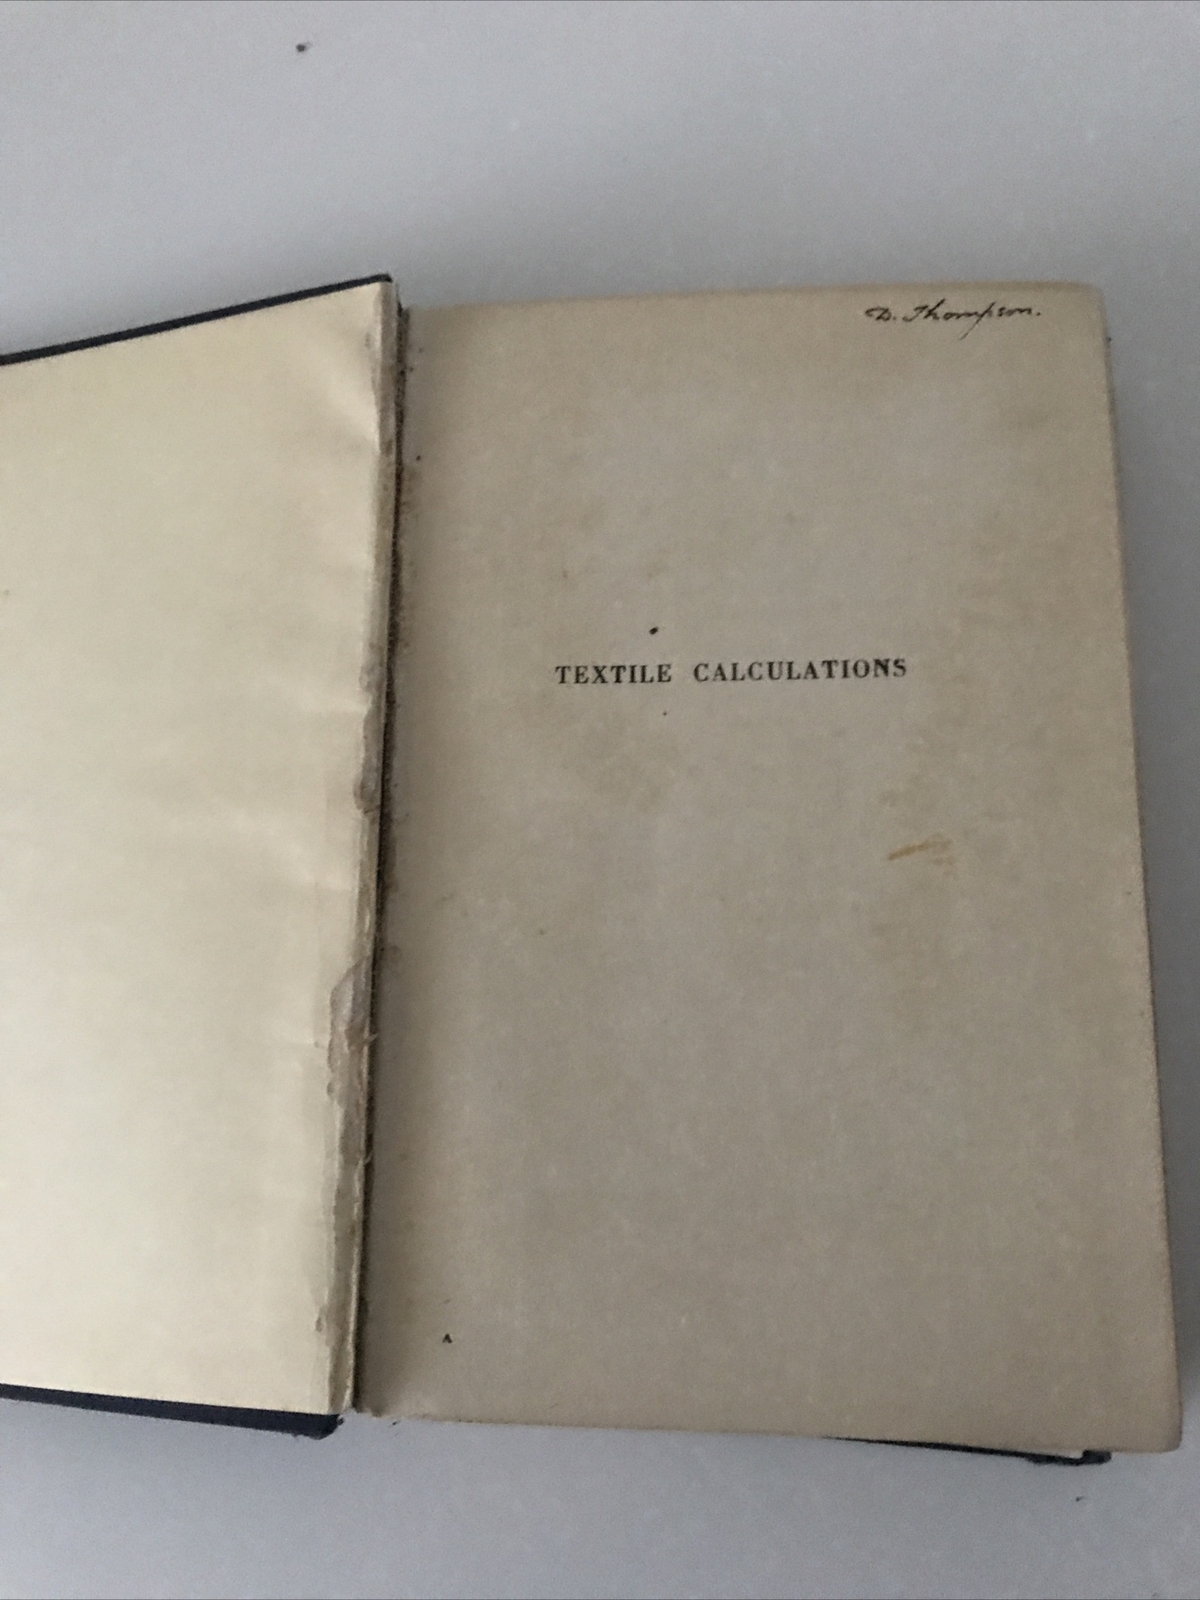 D. Thompson.
TEXTILE CALCULATIONS
A